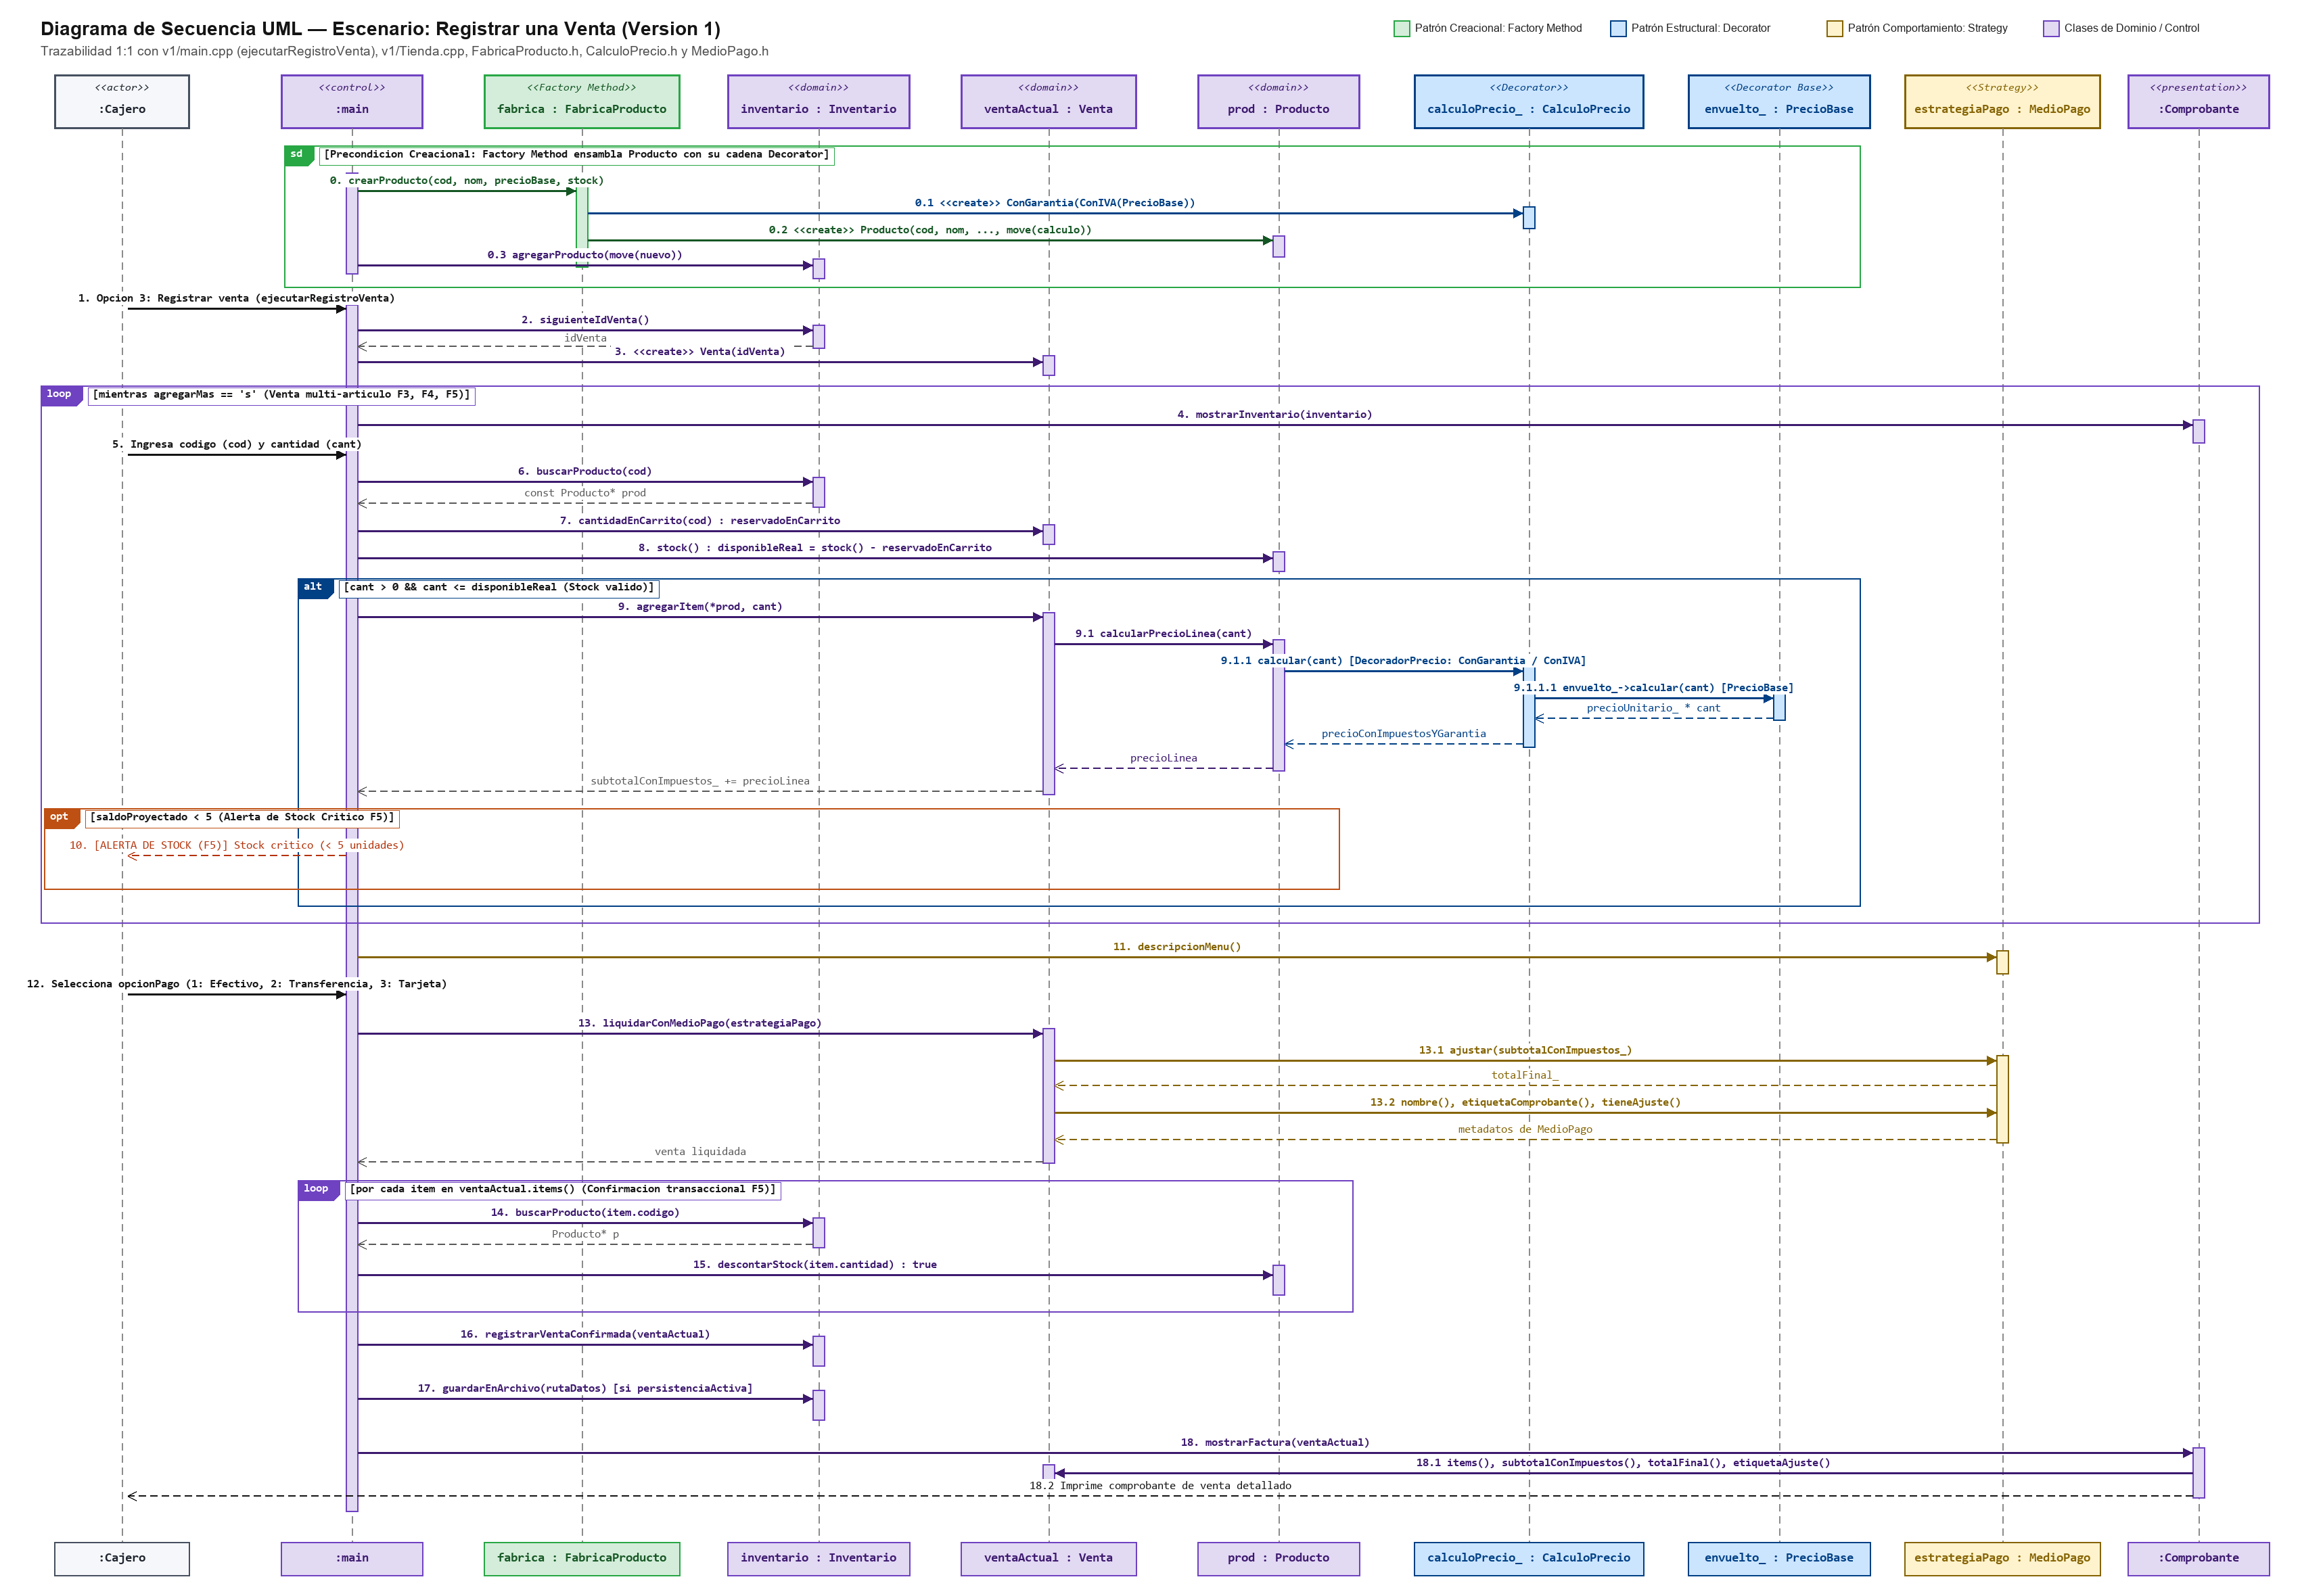 Diagrama de Secuencia UML — Escenario: Registrar una Venta (Version 1)
Trazabilidad 1:1 con v1/main.cpp (ejecutarRegistroVenta), v1/Tienda.cpp, FabricaProducto.h, CalculoPrecio.h y MedioPago.h
Patrón Creacional: Factory Method
Patrón Estructural: Decorator
Patrón Comportamiento: Strategy
Clases de Dominio / Control
<<actor>>
:Cajero
<<control>>
:main
<<Factory Method>>
fabrica : FabricaProducto
<<domain>>
inventario : Inventario
<<domain>>
ventaActual : Venta
<<domain>>
prod : Producto
<<Decorator>>
calculoPrecio_ : CalculoPrecio
<<Decorator Base>>
envuelto_ : PrecioBase
<<Strategy>>
estrategiaPago : MedioPago
<<presentation>>
:Comprobante
sd
[Precondicion Creacional: Factory Method ensambla Producto con su cadena Decorator]
0. crearProducto(cod, nom, precioBase, stock)
0.1 <<create>> ConGarantia(ConIVA(PrecioBase))
0.2 <<create>> Producto(cod, nom, ..., move(calculo))
0.3 agregarProducto(move(nuevo))
1. Opcion 3: Registrar venta (ejecutarRegistroVenta)
2. siguienteIdVenta()
idVenta
3. <<create>> Venta(idVenta)
loop
[mientras agregarMas == 's' (Venta multi-articulo F3, F4, F5)]
4. mostrarInventario(inventario)
5. Ingresa codigo (cod) y cantidad (cant)
6. buscarProducto(cod)
const Producto* prod
7. cantidadEnCarrito(cod) : reservadoEnCarrito
8. stock() : disponibleReal = stock() - reservadoEnCarrito
alt
[cant > 0 && cant <= disponibleReal (Stock valido)]
9. agregarItem(*prod, cant)
9.1 calcularPrecioLinea(cant)
9.1.1 calcular(cant) [DecoradorPrecio: ConGarantia / ConIVA]
9.1.1.1 envuelto_->calcular(cant) [PrecioBase]
precioUnitario_ * cant
precioConImpuestosYGarantia
precioLinea
subtotalConImpuestos_ += precioLinea
opt
[saldoProyectado < 5 (Alerta de Stock Critico F5)]
10. [ALERTA DE STOCK (F5)] Stock critico (< 5 unidades)
11. descripcionMenu()
12. Selecciona opcionPago (1: Efectivo, 2: Transferencia, 3: Tarjeta)
13. liquidarConMedioPago(estrategiaPago)
13.1 ajustar(subtotalConImpuestos_)
totalFinal_
13.2 nombre(), etiquetaComprobante(), tieneAjuste()
metadatos de MedioPago
venta liquidada
loop
[por cada item en ventaActual.items() (Confirmacion transaccional F5)]
14. buscarProducto(item.codigo)
Producto* p
15. descontarStock(item.cantidad) : true
16. registrarVentaConfirmada(ventaActual)
17. guardarEnArchivo(rutaDatos) [si persistenciaActiva]
18. mostrarFactura(ventaActual)
18.1 items(), subtotalConImpuestos(), totalFinal(), etiquetaAjuste()
18.2 Imprime comprobante de venta detallado
:Cajero
:main
fabrica : FabricaProducto
inventario : Inventario
ventaActual : Venta
prod : Producto
calculoPrecio_ : CalculoPrecio
envuelto_ : PrecioBase
estrategiaPago : MedioPago
:Comprobante